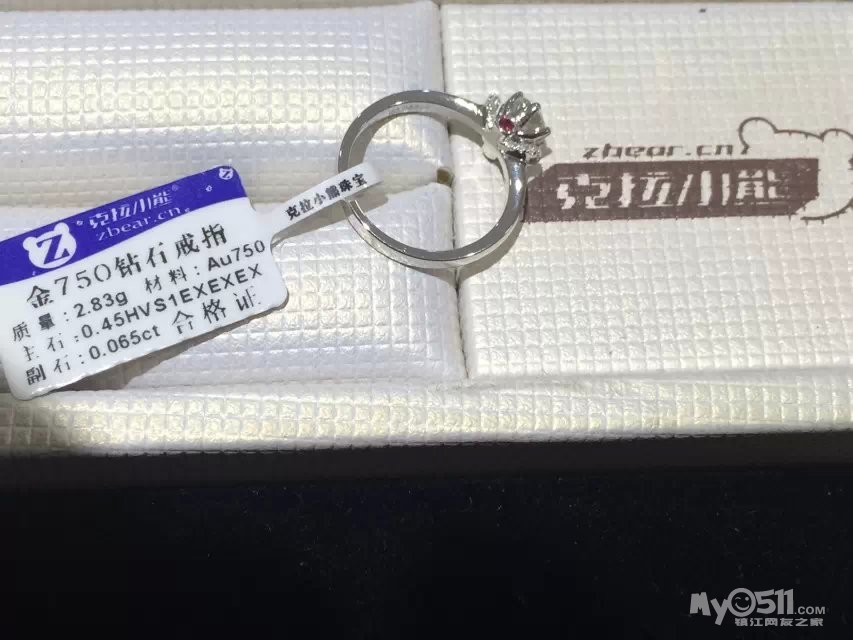 克拉小熊®
zbear.cn
Z
金750钻石戒指
质量:2.83g 材料:Au750
主石:0.45HVS1EXEXEX
副石:0.065ct 合格证
克拉小熊珠宝
zbear.cn
克拉小熊
My0511.COM
镇江网友之家